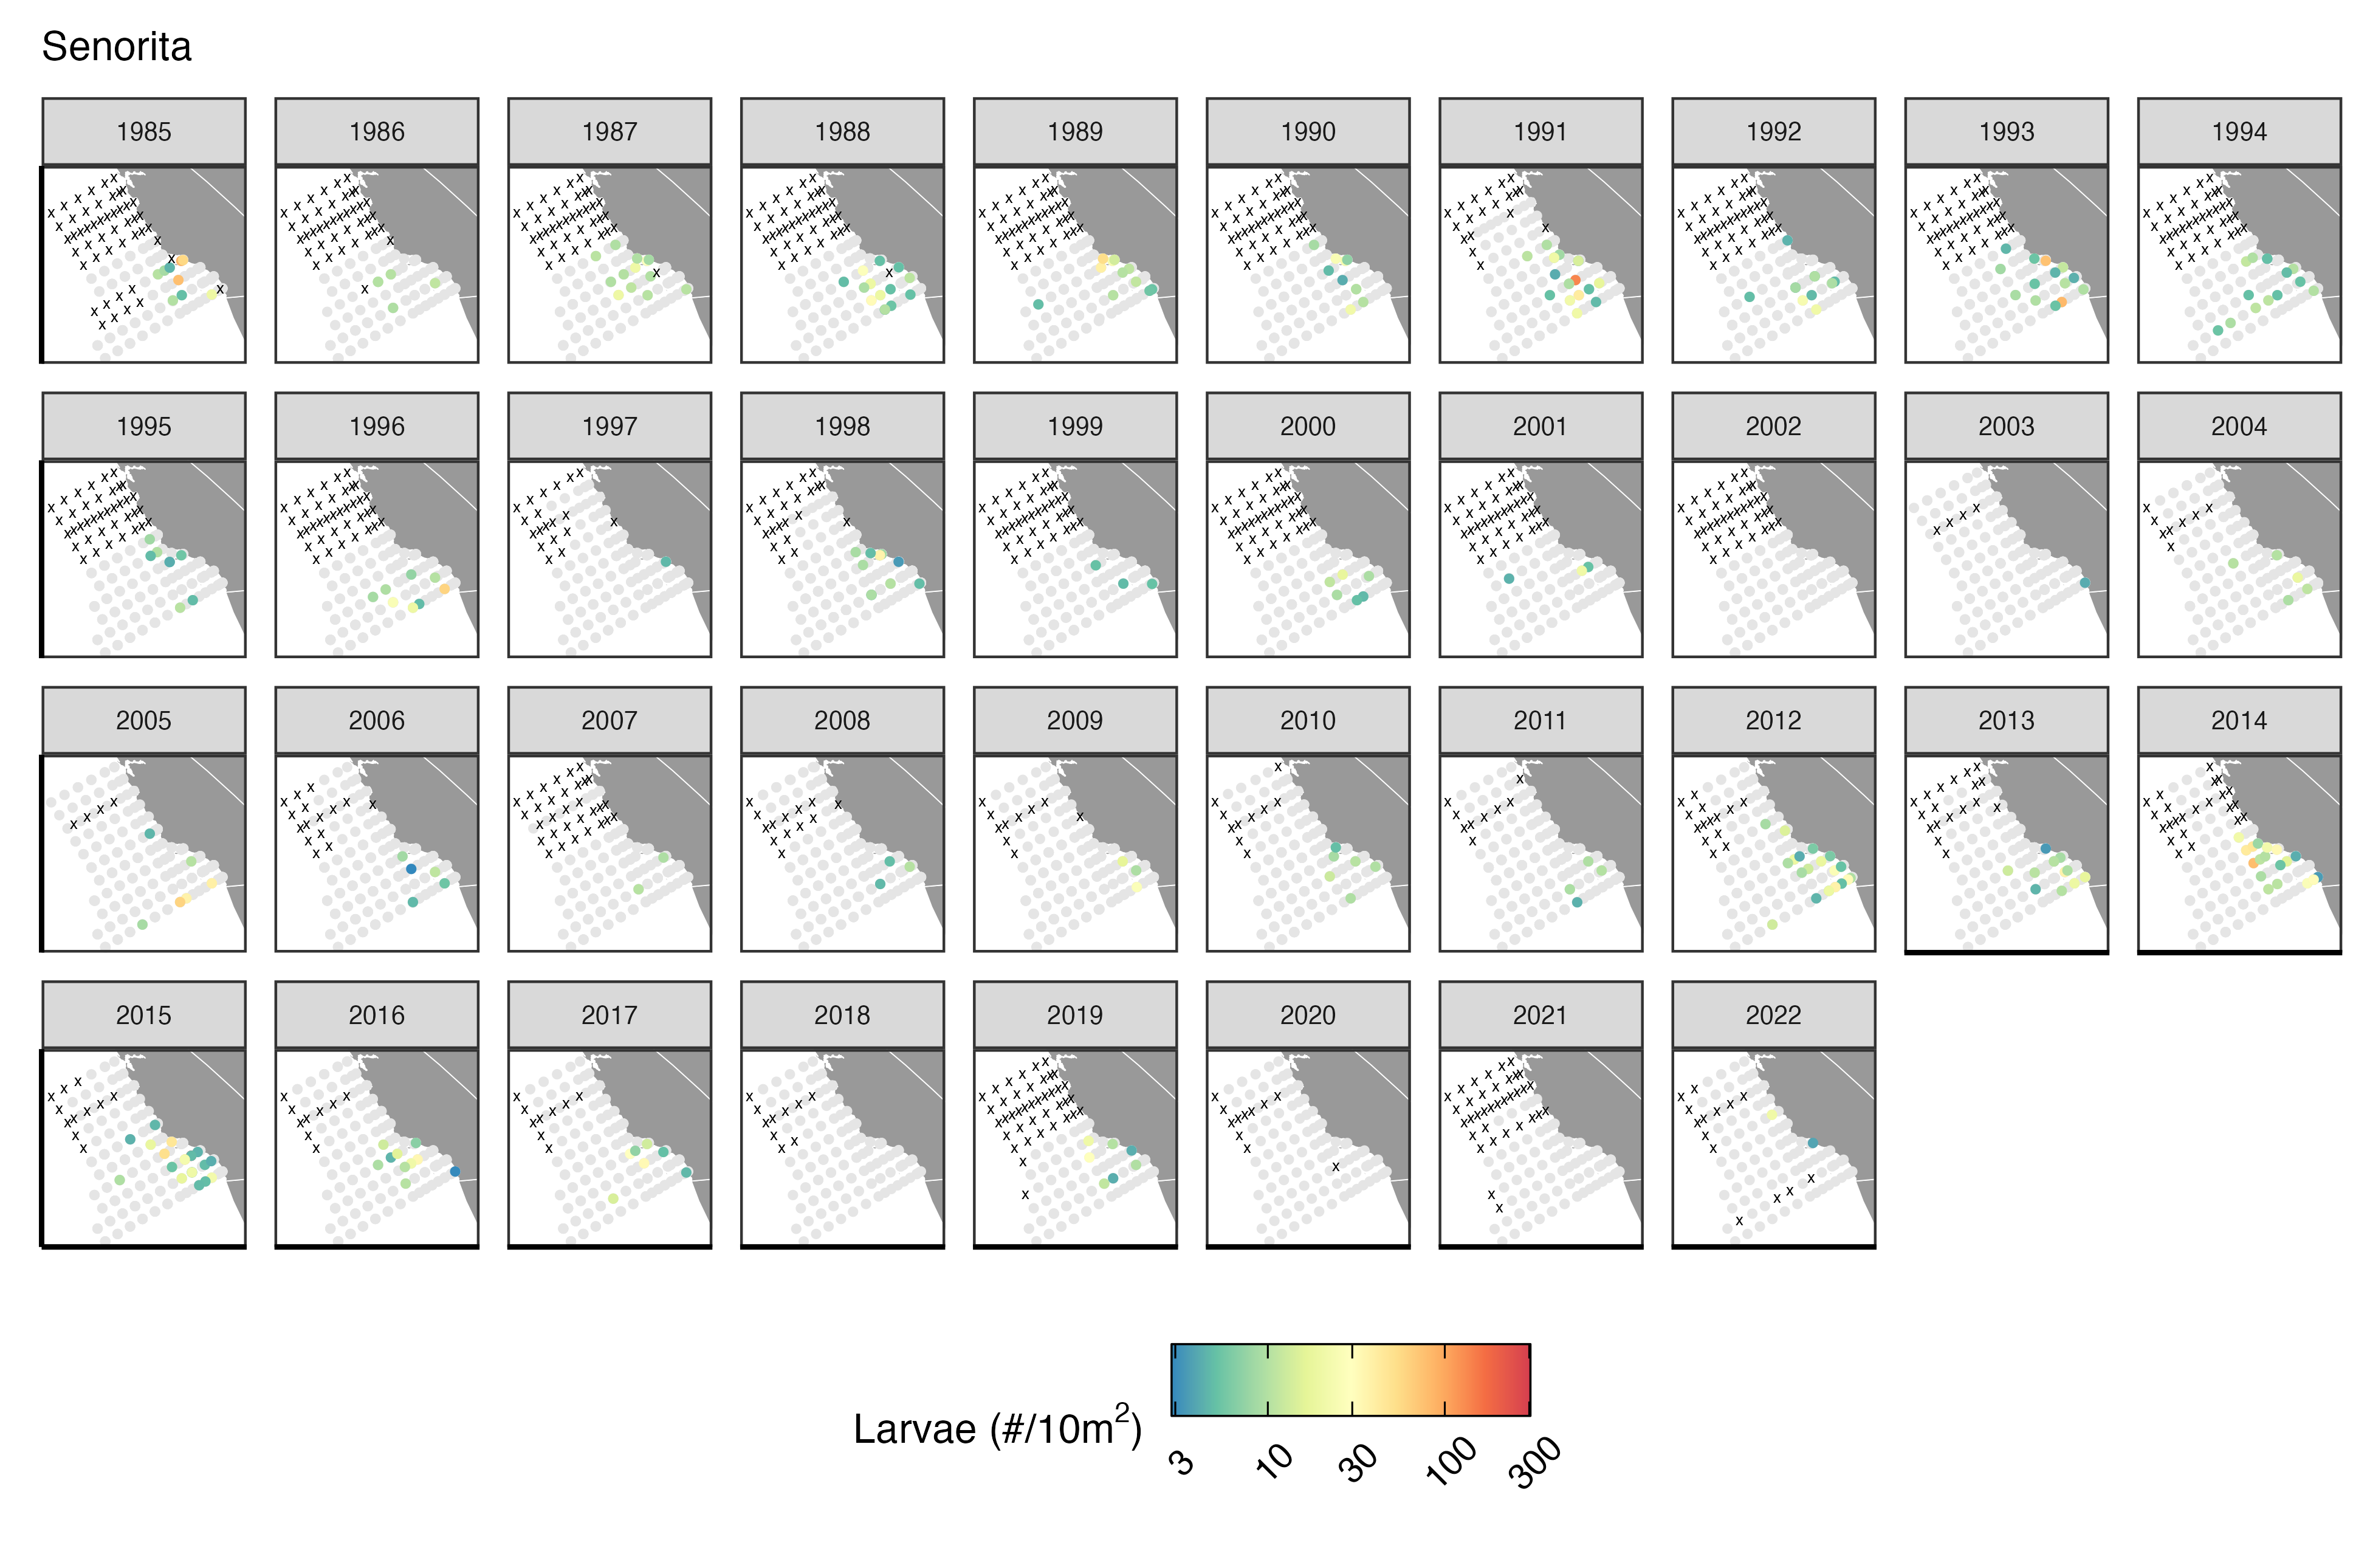 Senorita
1985 1986 1987 1988 1989 1990 1991 1992 1993 1994
1995 1996 1997 1998 1999 2000 2001 2002 2003 2004
2005 2006 2007 2008 2009 2010 2011 2012 2013 2014
2015 2016 2017 2018 2019 2020 2021 2022
Larvae (#/10m²)
3 10 30 100 300